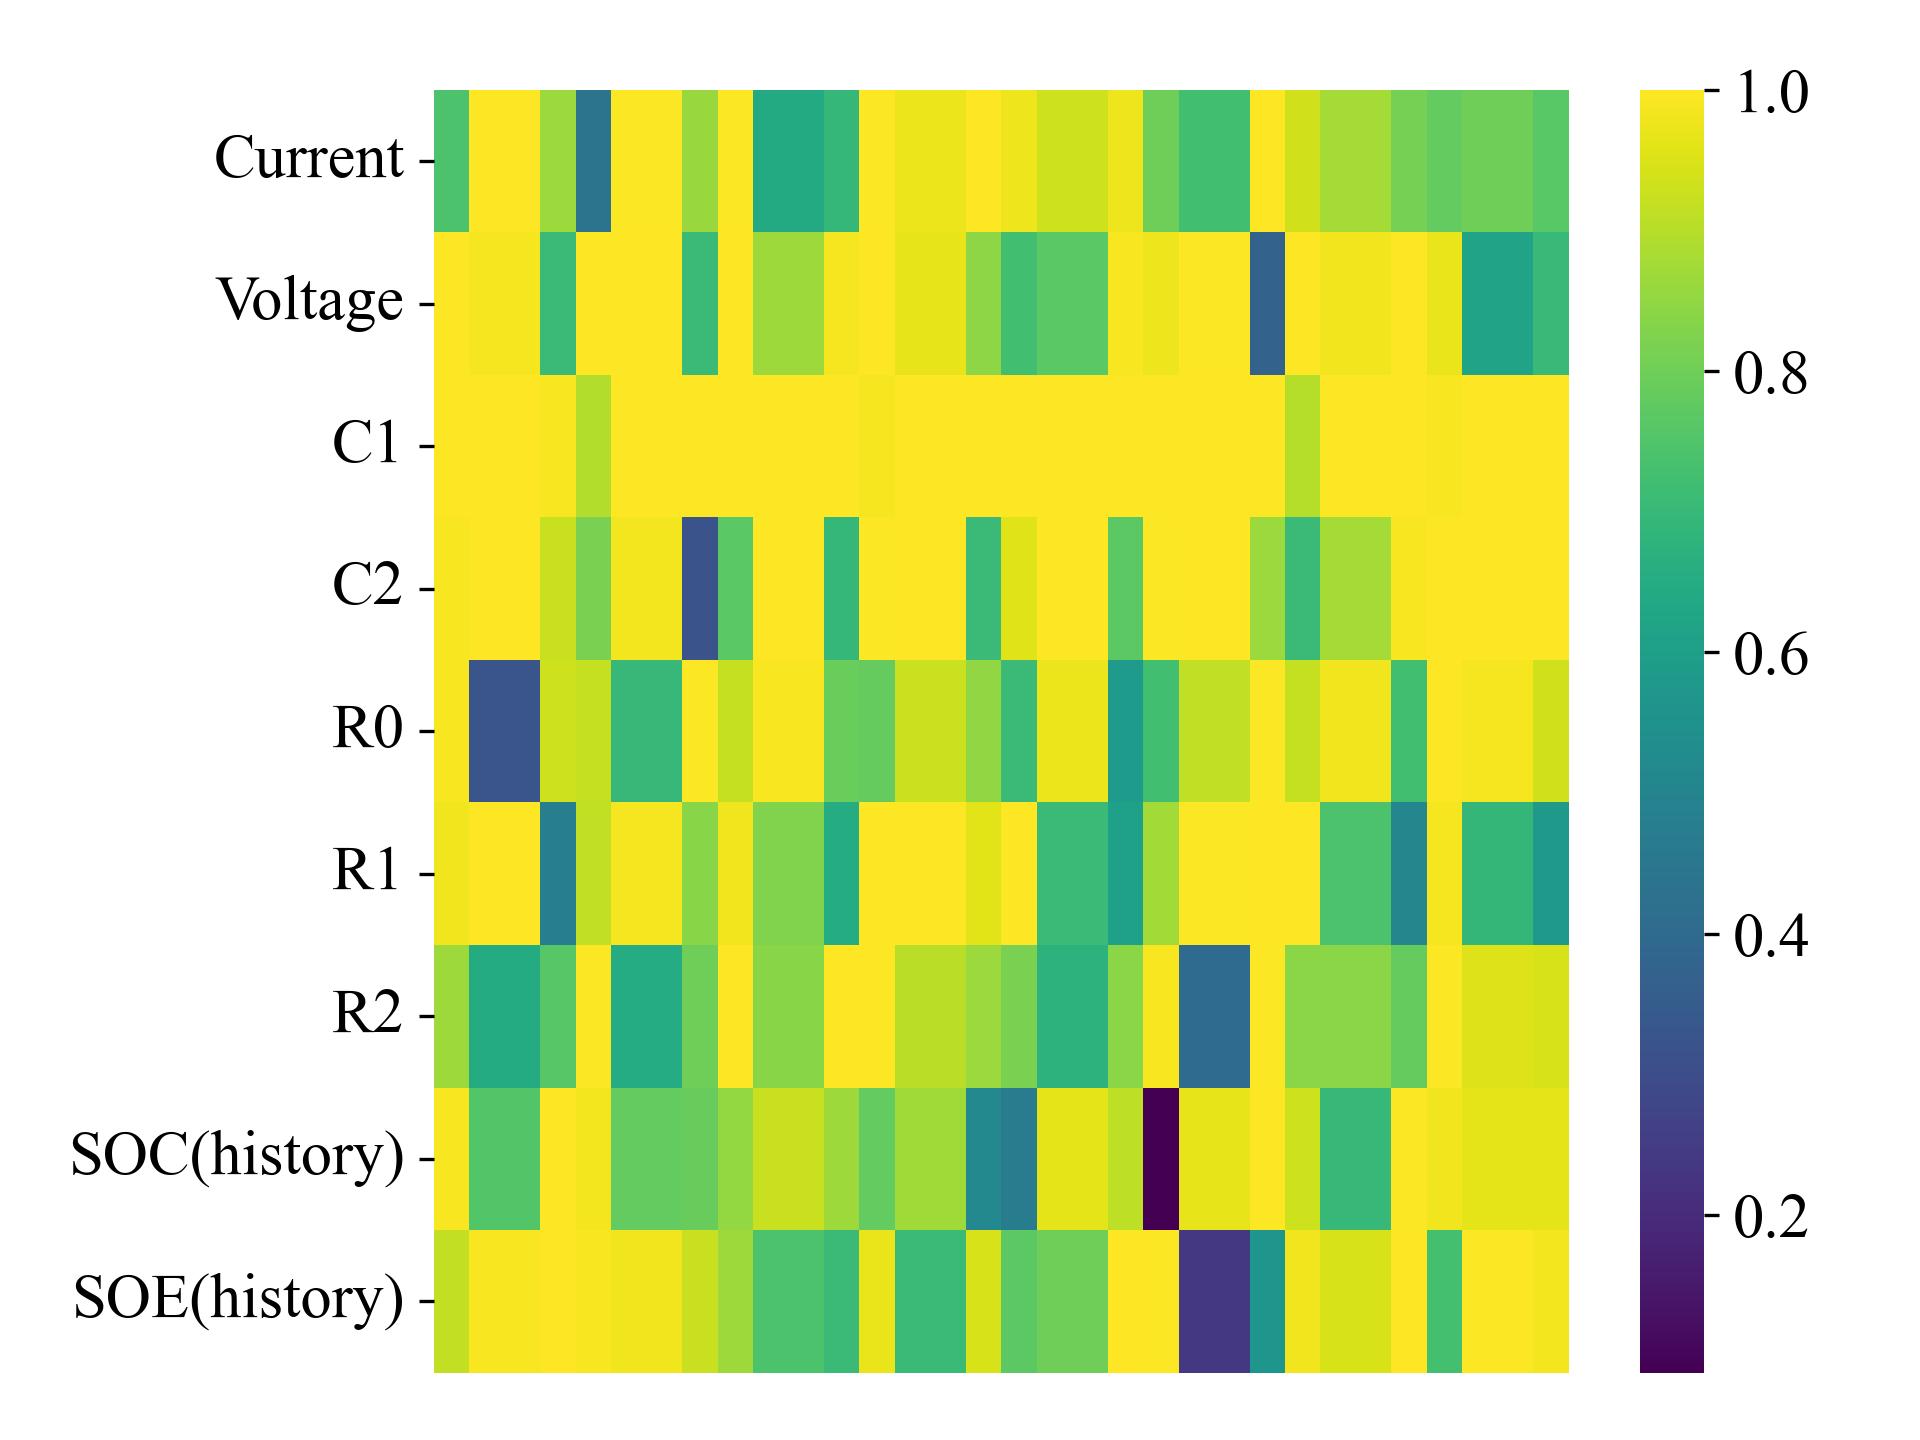 Current
Voltage
C1
C2
R0
R1
R2
SOC(history)
SOE(history)
1.0
0.8
0.6
0.4
0.2